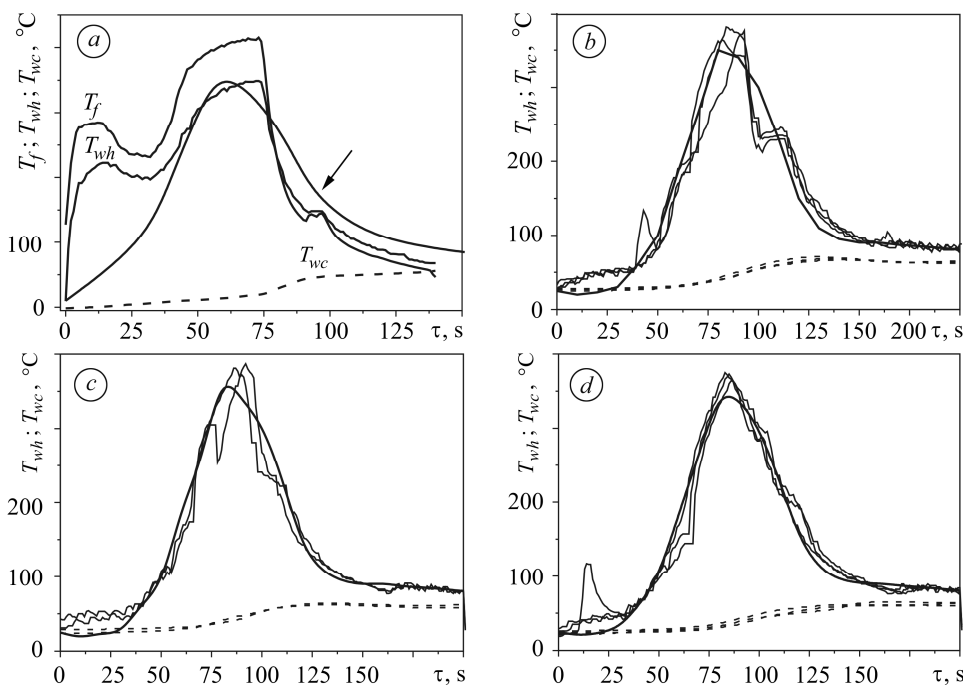 T_f ; T_wh ; T_wc, °C
a
T_f
T_wh
T_wc
100
0
0 25 50 75 100 125 τ, s
T_wh ; T_wc, °C
b
200
100
0
0 25 50 75 100 125 150 200 τ, s
T_wh ; T_wc, °C
c
200
100
0
0 25 50 75 100 125 150 175 τ, s
T_wh ; T_wc, °C
d
200
100
0
0 25 50 75 100 125 150 175 τ, s